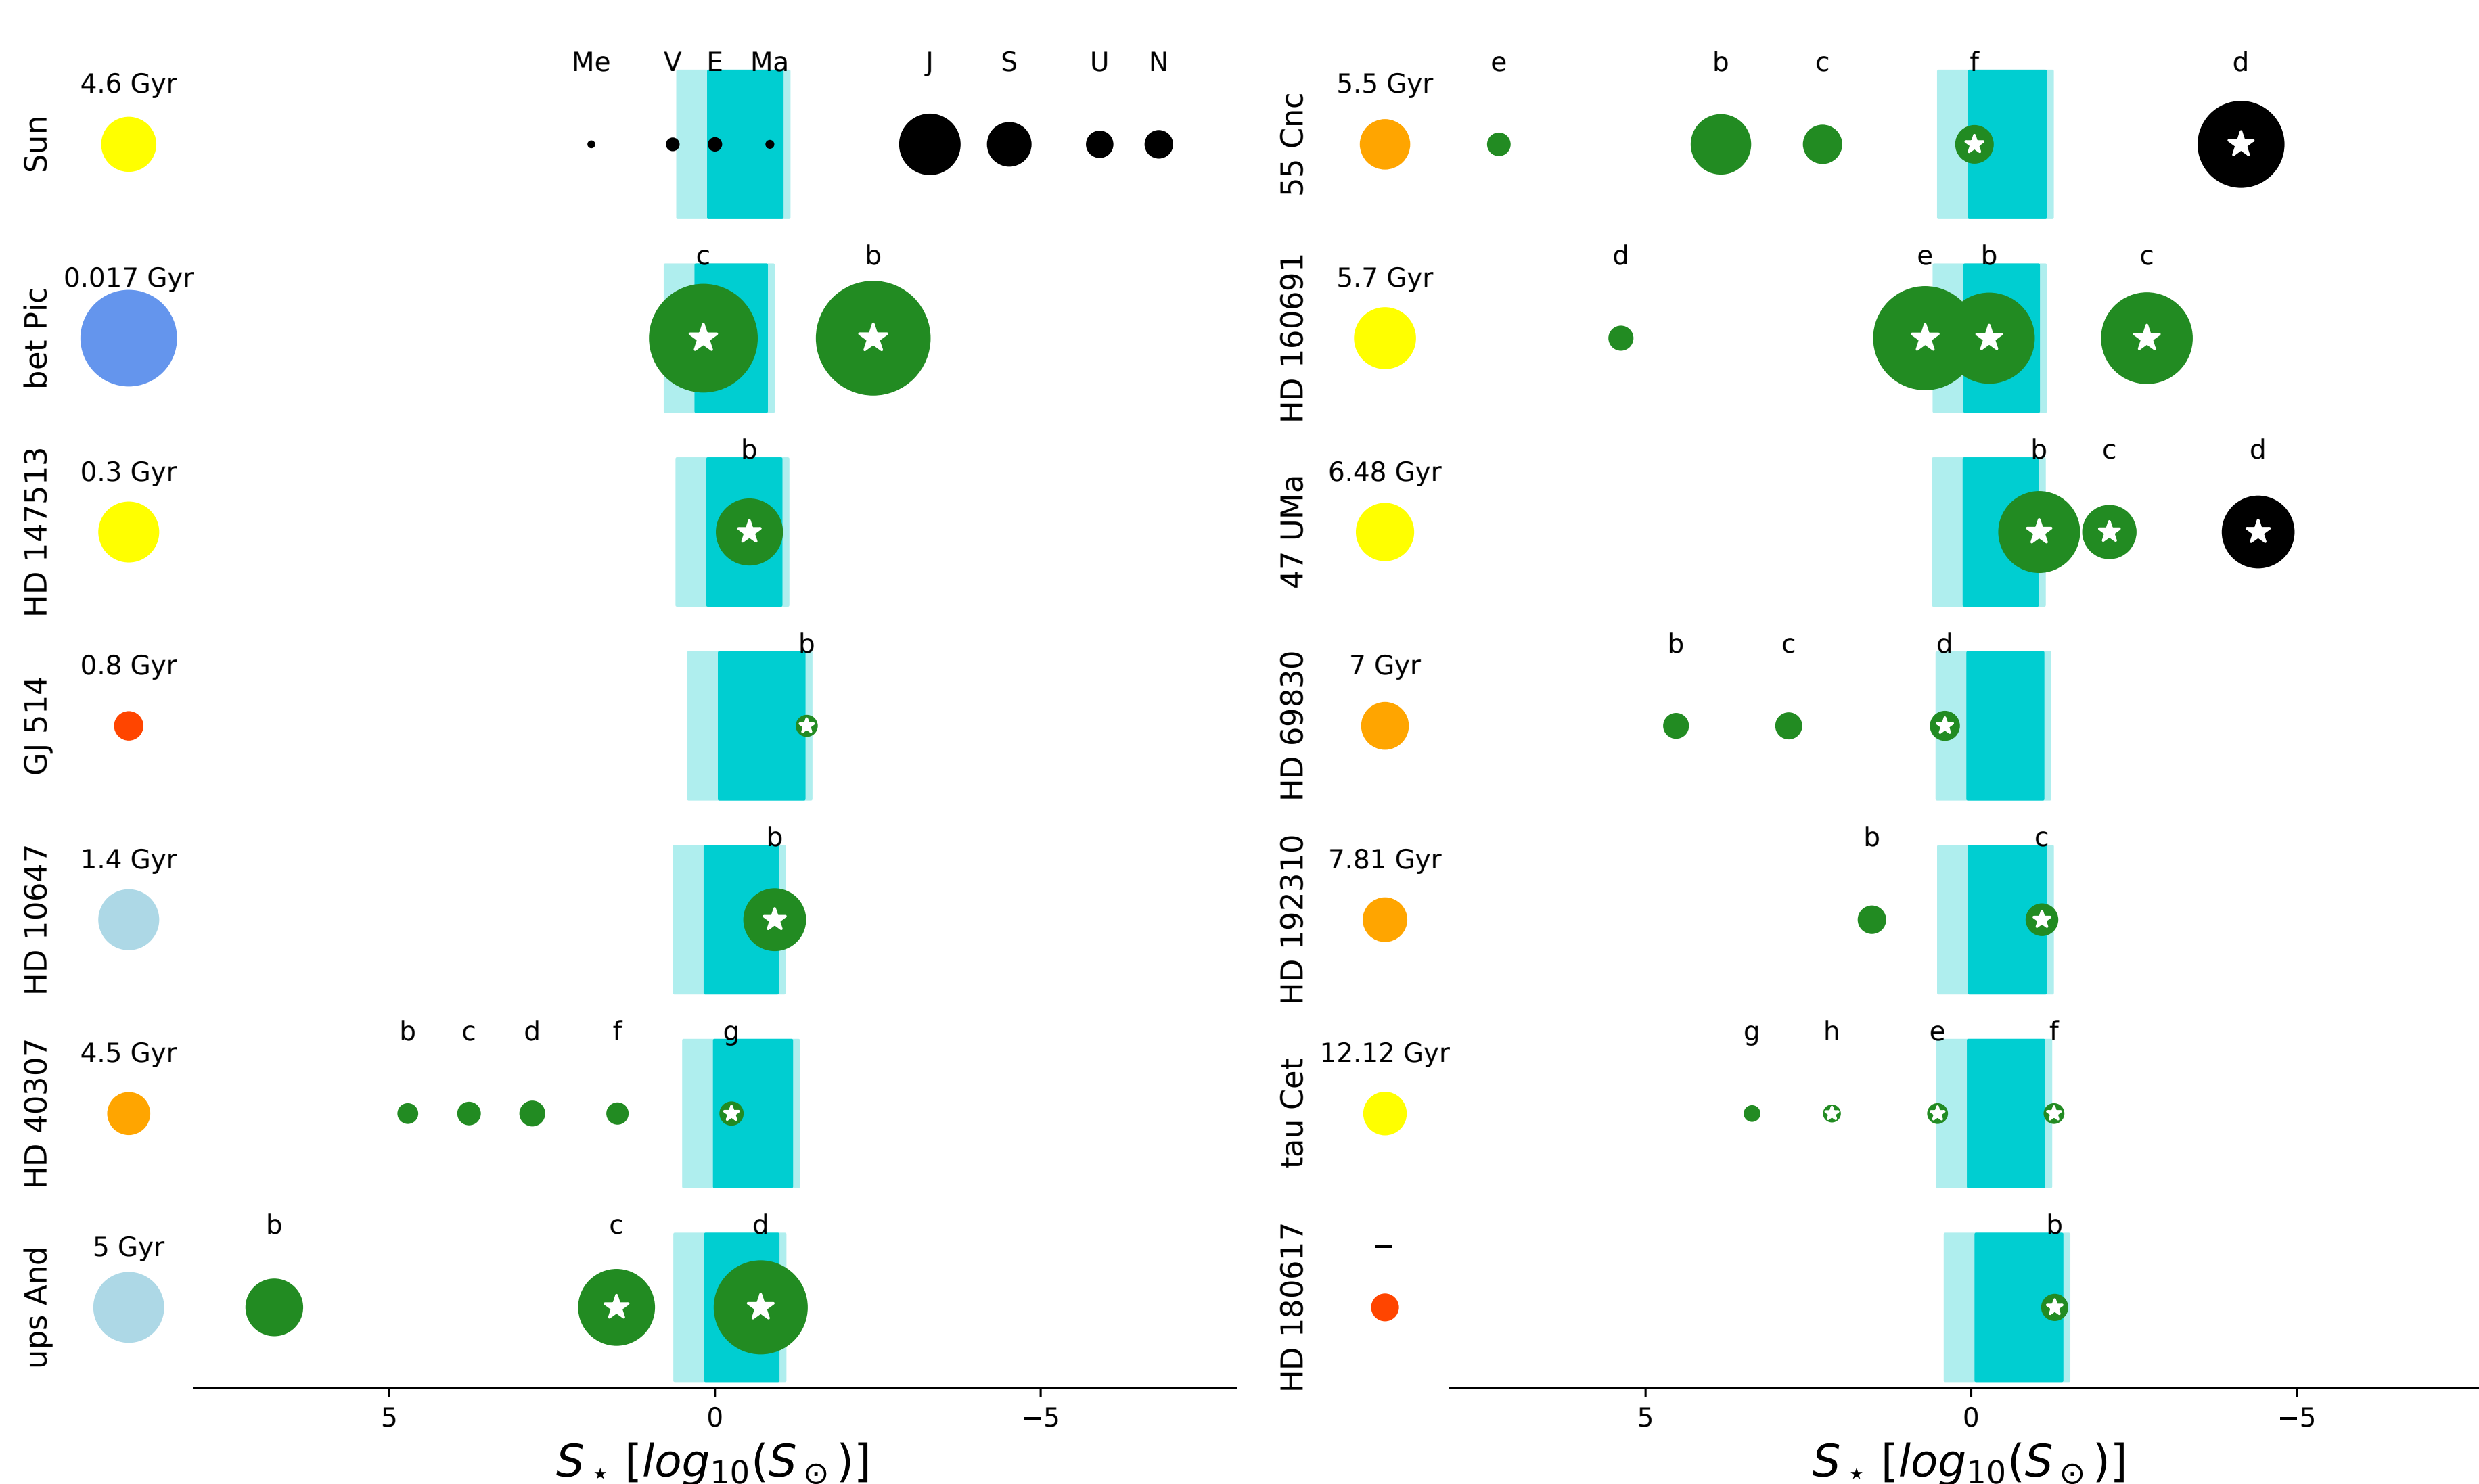 Sun
4.6 Gyr
Me V E Ma J S U N
bet Pic
0.017 Gyr
c b
HD 147513
0.3 Gyr
b
GJ 514
0.8 Gyr
b
HD 10647
1.4 Gyr
b
HD 40307
4.5 Gyr
b c d f g
ups And
5 Gyr
b c d
5 0 −5
S⋆ [log10(S⊙)]
55 Cnc
5.5 Gyr
e b c f d
HD 160691
5.7 Gyr
d e b c
47 UMa
6.48 Gyr
b c d
HD 69830
7 Gyr
b c d
HD 192310
7.81 Gyr
b c
tau Cet
12.12 Gyr
g h e f
HD 180617
−
b
5 0 −5
S⋆ [log10(S⊙)]